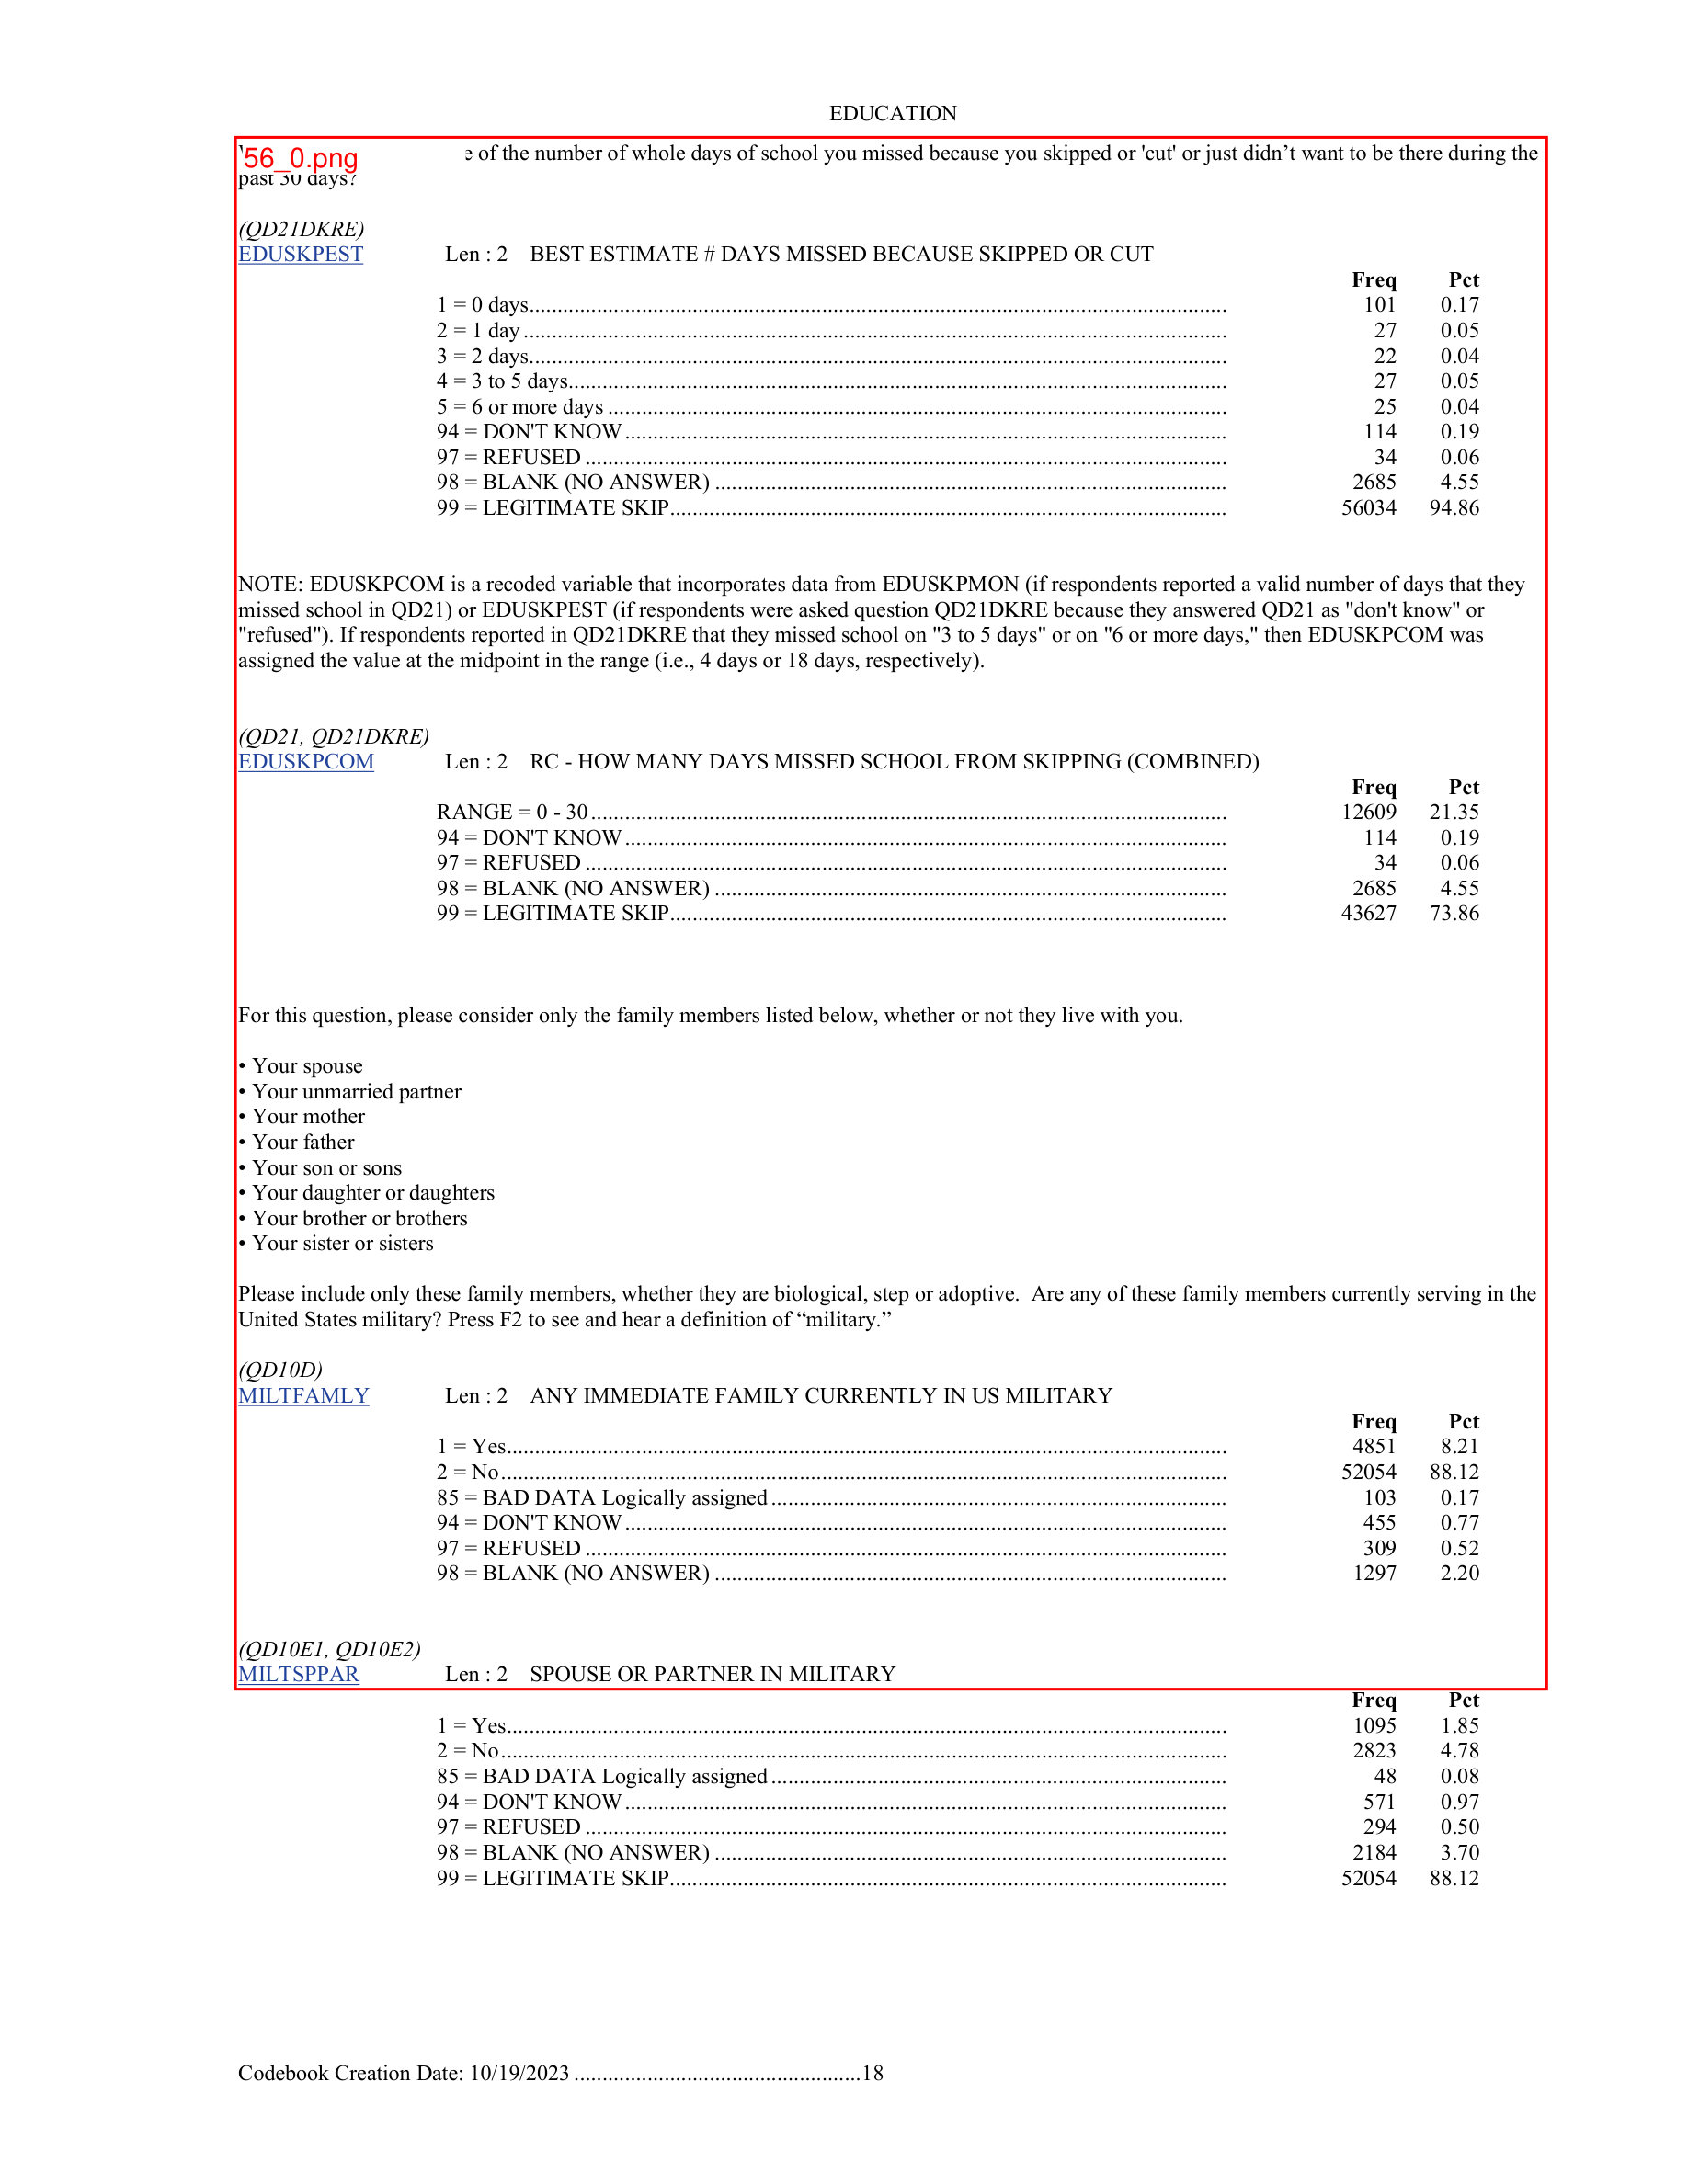 EDUCATION
56_0.png of the number of whole days of school you missed because you skipped or 'cut' or just didn’t want to be there during the
past 30 days?
(QD21DKRE)
EDUSKPEST Len : 2 BEST ESTIMATE # DAYS MISSED BECAUSE SKIPPED OR CUT
Freq Pct
1 = 0 days 101 0.17
2 = 1 day 27 0.05
3 = 2 days 22 0.04
4 = 3 to 5 days 27 0.05
5 = 6 or more days 25 0.04
94 = DON'T KNOW 114 0.19
97 = REFUSED 34 0.06
98 = BLANK (NO ANSWER) 2685 4.55
99 = LEGITIMATE SKIP 56034 94.86
NOTE: EDUSKPCOM is a recoded variable that incorporates data from EDUSKPMON (if respondents reported a valid number of days that they
missed school in QD21) or EDUSKPEST (if respondents were asked question QD21DKRE because they answered QD21 as "don't know" or
"refused"). If respondents reported in QD21DKRE that they missed school on "3 to 5 days" or on "6 or more days," then EDUSKPCOM was
assigned the value at the midpoint in the range (i.e., 4 days or 18 days, respectively).
(QD21, QD21DKRE)
EDUSKPCOM Len : 2 RC - HOW MANY DAYS MISSED SCHOOL FROM SKIPPING (COMBINED)
Freq Pct
RANGE = 0 - 30 12609 21.35
94 = DON'T KNOW 114 0.19
97 = REFUSED 34 0.06
98 = BLANK (NO ANSWER) 2685 4.55
99 = LEGITIMATE SKIP 43627 73.86
For this question, please consider only the family members listed below, whether or not they live with you.
• Your spouse
• Your unmarried partner
• Your mother
• Your father
• Your son or sons
• Your daughter or daughters
• Your brother or brothers
• Your sister or sisters
Please include only these family members, whether they are biological, step or adoptive. Are any of these family members currently serving in the
United States military? Press F2 to see and hear a definition of “military.”
(QD10D)
MILTFAMLY Len : 2 ANY IMMEDIATE FAMILY CURRENTLY IN US MILITARY
Freq Pct
1 = Yes 4851 8.21
2 = No 52054 88.12
85 = BAD DATA Logically assigned 103 0.17
94 = DON'T KNOW 455 0.77
97 = REFUSED 309 0.52
98 = BLANK (NO ANSWER) 1297 2.20
(QD10E1, QD10E2)
MILTSPPAR Len : 2 SPOUSE OR PARTNER IN MILITARY
Freq Pct
1 = Yes 1095 1.85
2 = No 2823 4.78
85 = BAD DATA Logically assigned 48 0.08
94 = DON'T KNOW 571 0.97
97 = REFUSED 294 0.50
98 = BLANK (NO ANSWER) 2184 3.70
99 = LEGITIMATE SKIP 52054 88.12
Codebook Creation Date: 10/19/2023 18